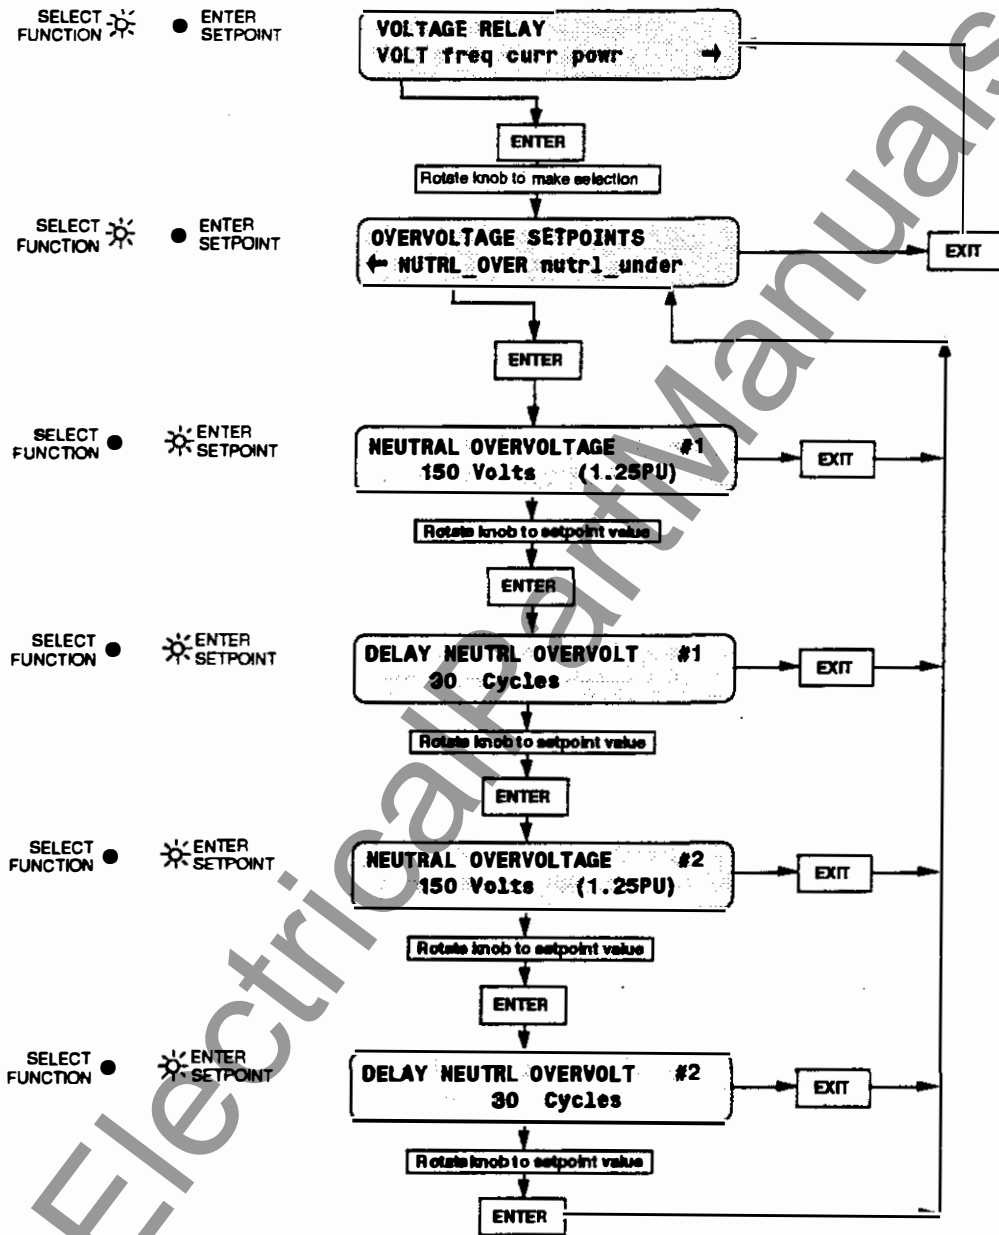 SELECT
FUNCTION
ENTER
SETPOINT
VOLTAGE RELAY
VOLT freq curr powr →
ENTER
Rotate knob to make selection
SELECT
FUNCTION
ENTER
SETPOINT
OVERVOLTAGE SETPOINTS
← NUTRL_OVER nutrl_under
EXIT
ENTER
SELECT
FUNCTION
ENTER
SETPOINT
NEUTRAL OVERVOLTAGE #1
150 Volts (1.25PU)
EXIT
Rotate knob to setpoint value
ENTER
SELECT
FUNCTION
ENTER
SETPOINT
DELAY NEUTRL OVERVOLT #1
30 Cycles
EXIT
Rotate knob to setpoint value
ENTER
SELECT
FUNCTION
ENTER
SETPOINT
NEUTRAL OVERVOLTAGE #2
150 Volts (1.25PU)
EXIT
Rotate knob to setpoint value
ENTER
SELECT
FUNCTION
ENTER
SETPOINT
DELAY NEUTRL OVERVOLT #2
30 Cycles
EXIT
Rotate knob to setpoint value
ENTER
ElectricalPartManuals